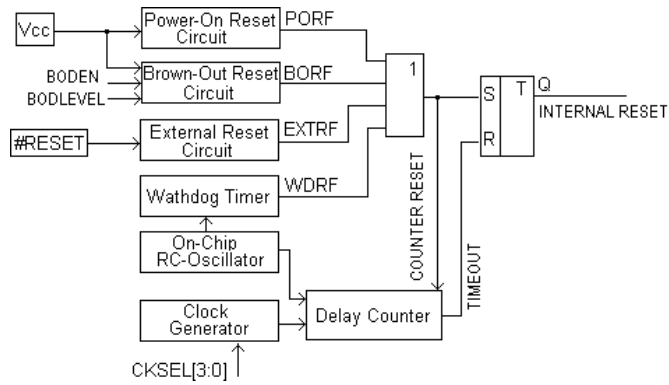 Vcc
Power-On Reset
Circuit
PORF
BODEN
BODLEVEL
Brown-Out Reset
Circuit
BORF
1
#RESET
External Reset
Circuit
EXTRF
Wathdog Timer
WDRF
On-Chip
RC-Oscillator
Clock
Generator
CKSEL[3:0]
Delay Counter
COUNTER RESET
TIMEOUT
S
T
R
Q
INTERNAL RESET